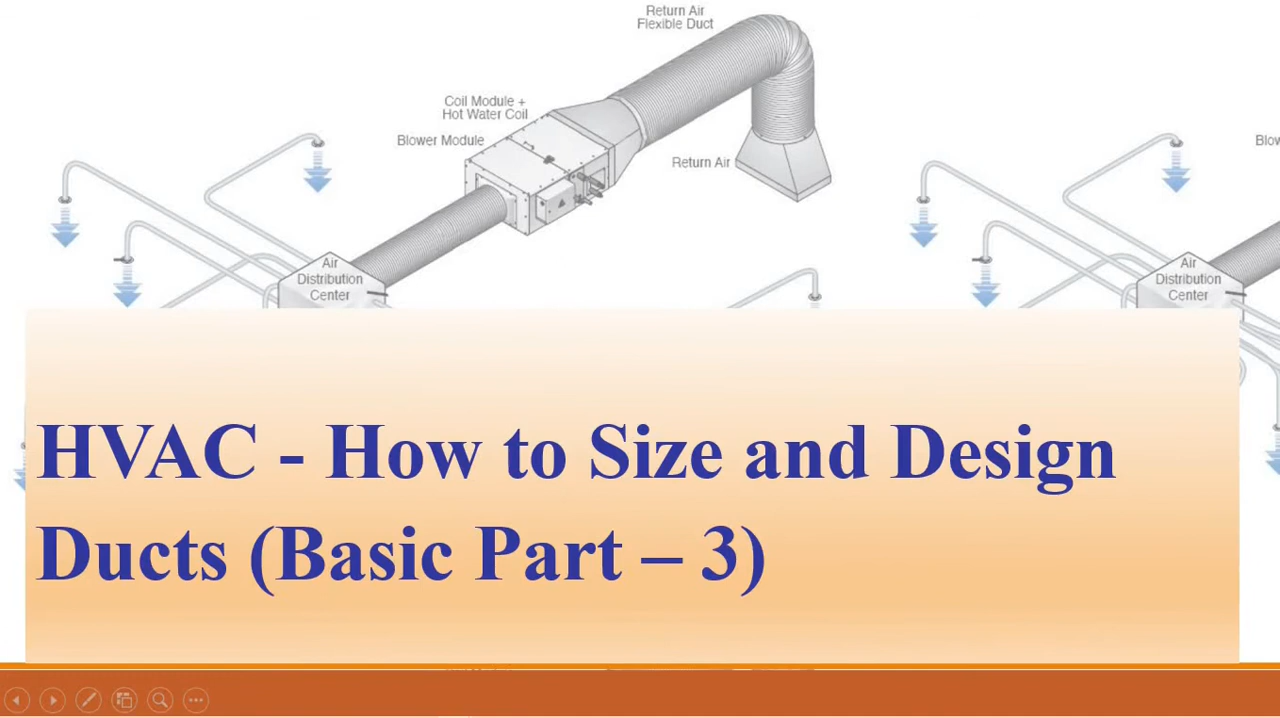 Return Air
Flexible Duct
Coil Module +
Hot Water Coil
Blower Module
Return Air
Air
Distribution
Center
Air
Distribution
Center
HVAC - How to Size and Design
Ducts (Basic Part – 3)